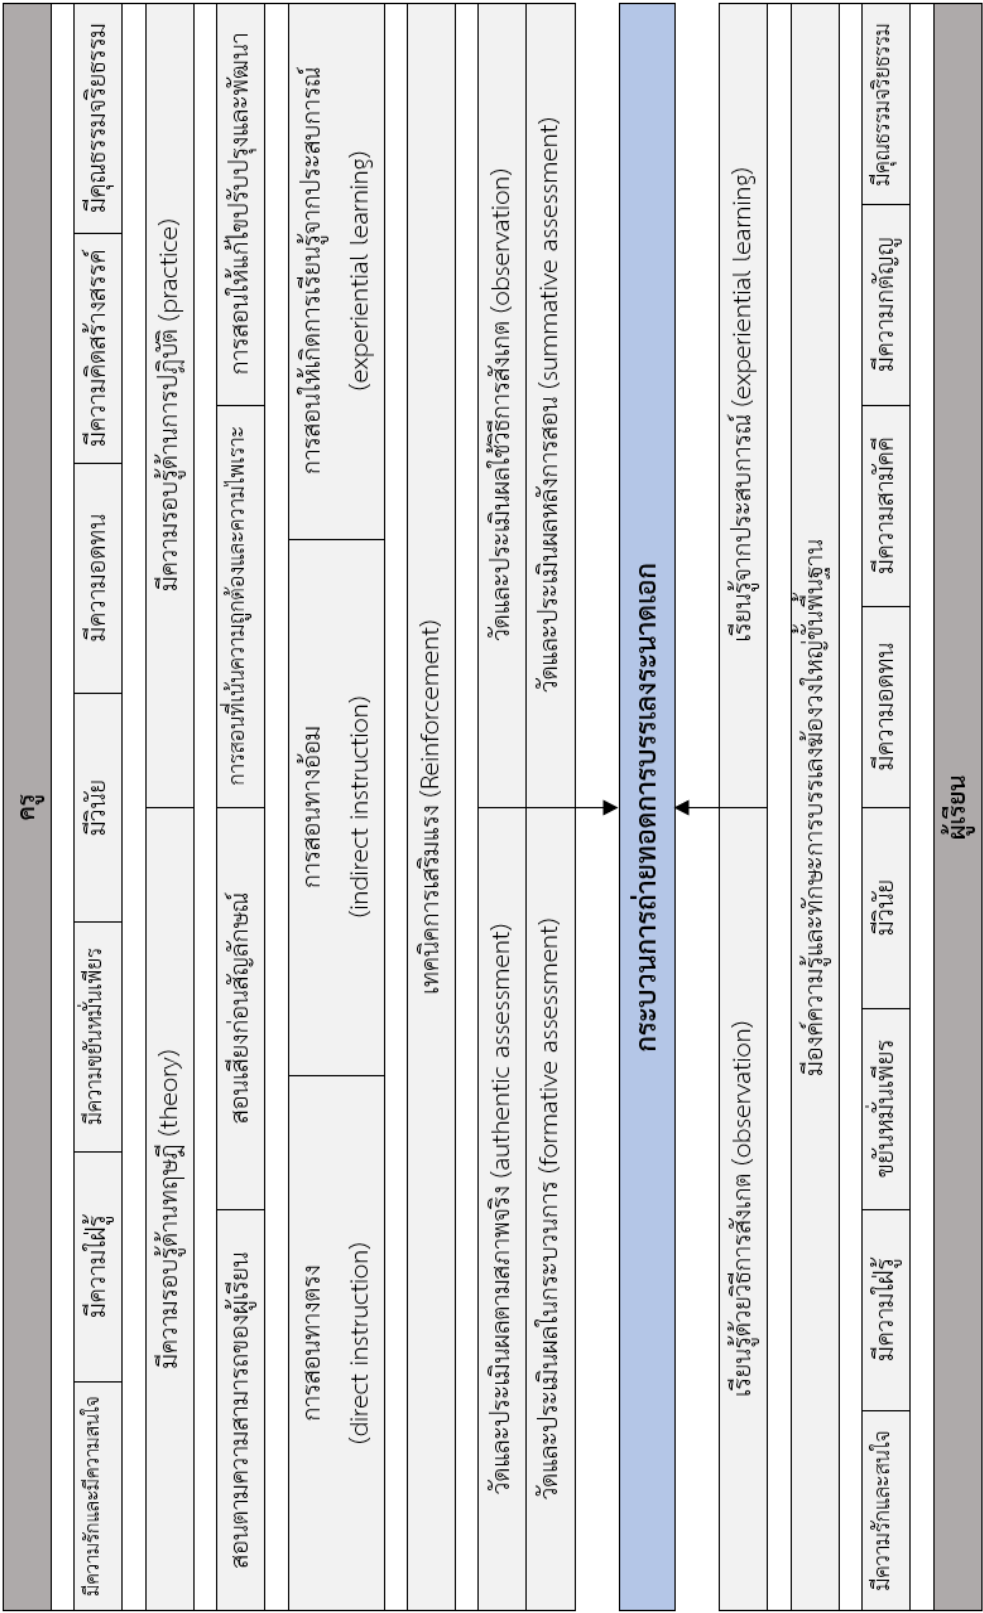 ครู
มีความรักและมีความสนใจ
มีความใฝ่รู้
มีความขยันหมั่นเพียร
มีวินัย
มีความอดทน
มีความคิดสร้างสรรค์
มีคุณธรรมจริยธรรม
มีความรอบรู้ด้านทฤษฎี (theory)
มีความรอบรู้ด้านการปฏิบัติ (practice)
สอนตามความสามารถของผู้เรียน
สอนเสียงก่อนสัญลักษณ์
การสอนที่เน้นความถูกต้องและความไพเราะ
การสอนให้แก้ไขปรับปรุงและพัฒนา
การสอนทางตรง
(direct instruction)
การสอนทางอ้อม
(indirect instruction)
การสอนให้เกิดการเรียนรู้จากประสบการณ์
(experiential learning)
เทคนิคการเสริมแรง (Reinforcement)
วัดและประเมินผลตามสภาพจริง (authentic assessment)
วัดและประเมินผลใช้วิธีการสังเกต (observation)
วัดและประเมินผลในกระบวนการ (formative assessment)
วัดและประเมินผลหลังการสอน (summative assessment)
กระบวนการถ่ายทอดการบรรเลงระนาดเอก
เรียนรู้ด้วยวิธีการสังเกต (observation)
เรียนรู้จากประสบการณ์ (experiential learning)
มีองค์ความรู้และทักษะการบรรเลงฆ้องวงใหญ่ขั้นพื้นฐาน
มีความรักและสนใจ
มีความใฝ่รู้
ขยันหมั่นเพียร
มีวินัย
มีความอดทน
มีความสามัคคี
มีความกตัญญู
มีคุณธรรมจริยธรรม
ผู้เรียน